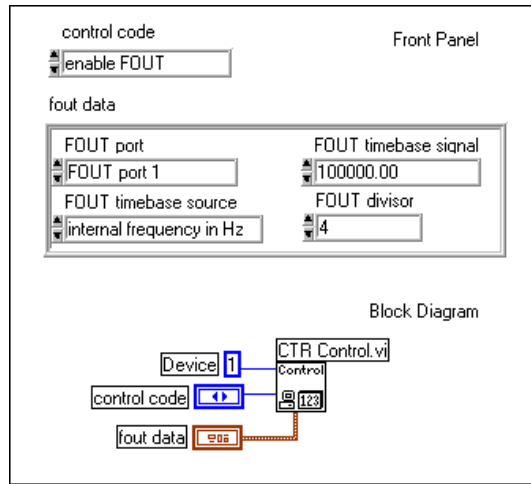 control code
Front Panel
enable FOUT
fout data
FOUT port
FOUT timebase signal
FOUT port 1
100000.00
FOUT timebase source
FOUT divisor
internal frequency in Hz
4
Block Diagram
CTR Control.vi
Device 1
Control
control code
123
fout data